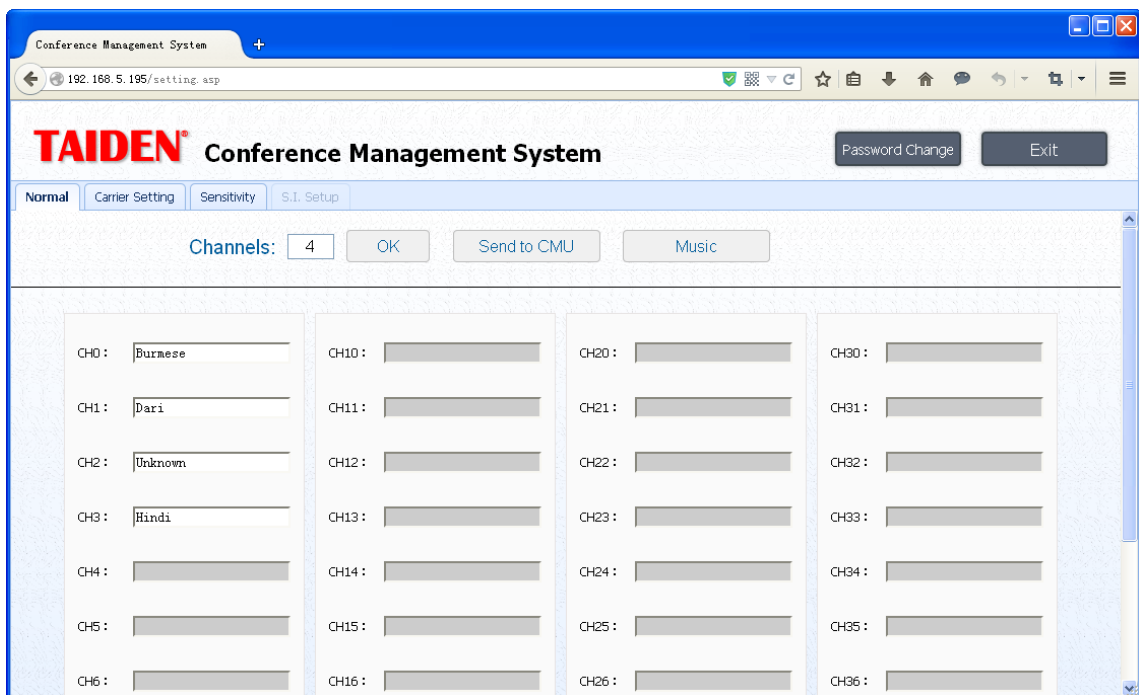 Conference Management System
192.168.5.195/setting.asp
TAIDEN® Conference Management System
Password Change
Exit
Normal
Carrier Setting
Sensitivity
S.I. Setup
Channels: 4
OK
Send to CMU
Music
CH0: Burmese
CH10:
CH20:
CH30:
CH1: Dari
CH11:
CH21:
CH31:
CH2: Unknown
CH12:
CH22:
CH32:
CH3: Hindi
CH13:
CH23:
CH33:
CH4:
CH14:
CH24:
CH34:
CH5:
CH15:
CH25:
CH35:
CH6:
CH16:
CH26:
CH36: